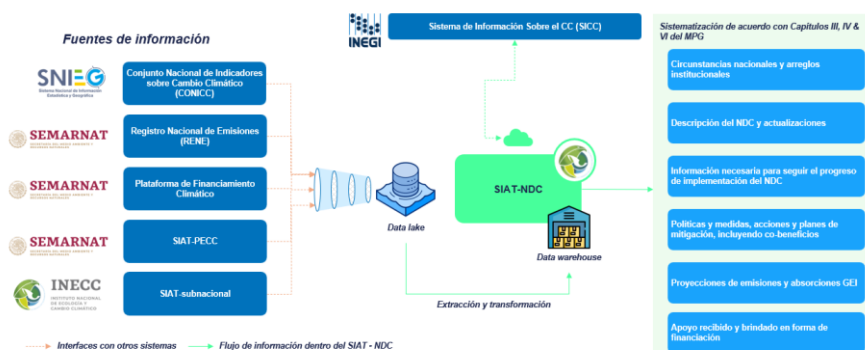 Fuentes de información
SNIEG
Sistema Nacional de Información
Estadística y Geográfica
Conjunto Nacional de Indicadores
sobre Cambio Climático
(CONICC)
SEMARNAT
Registro Nacional de Emisiones
(RENE)
SEMARNAT
Plataforma de Financiamiento
Climático
SEMARNAT
SIAT-PECC
INECC
INSTITUTO NACIONAL
DE ECOLOGÍA Y
CAMBIO CLIMÁTICO
SIAT-subnacional
Data lake
INEGI
Sistema de Información Sobre el CC (SICC)
SIAT-NDC
Data warehouse
Extracción y transformación
Sistematización de acuerdo con Capítulos III, IV &
VI del MPG
Circunstancias nacionales y arreglos
institucionales
Descripción del NDC y actualizaciones
Información necesaria para seguir el progreso
de implementación del NDC
Políticas y medidas, acciones y planes de
mitigación, incluyendo co-beneficios
Proyecciones de emisiones y absorciones GEI
Apoyo recibido y brindado en forma de
financiación
Interfaces con otros sistemas
Flujo de información dentro del SIAT - NDC